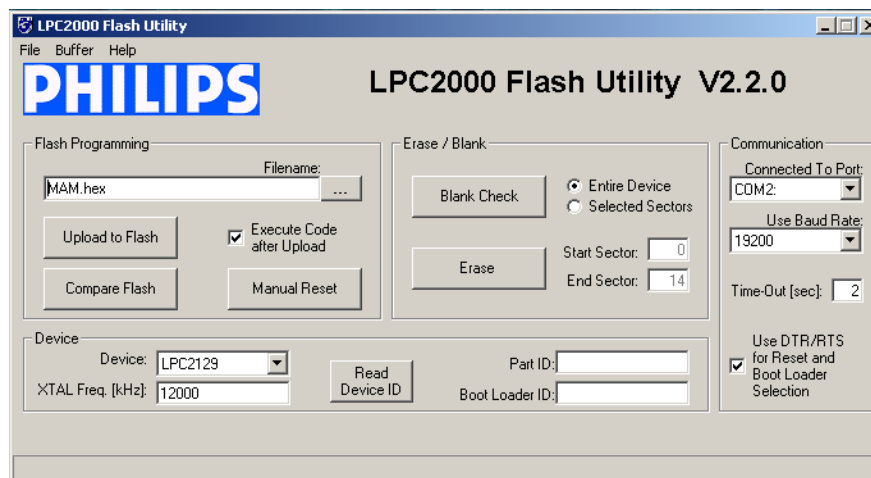 LPC2000 Flash Utility
File Buffer Help
PHILIPS
LPC2000 Flash Utility V2.2.0
Flash Programming
Filename:
MAM.hex
...
Upload to Flash
Execute Code
after Upload
Compare Flash
Manual Reset
Erase / Blank
Blank Check
Entire Device
Selected Sectors
Erase
Start Sector: 0
End Sector: 14
Communication
Connected To Port:
COM2:
Use Baud Rate:
19200
Time-Out [sec]: 2
Use DTR/RTS
for Reset and
Boot Loader
Selection
Device
Device: LPC2129
XTAL Freq. [kHz]: 12000
Read
Device ID
Part ID:
Boot Loader ID: